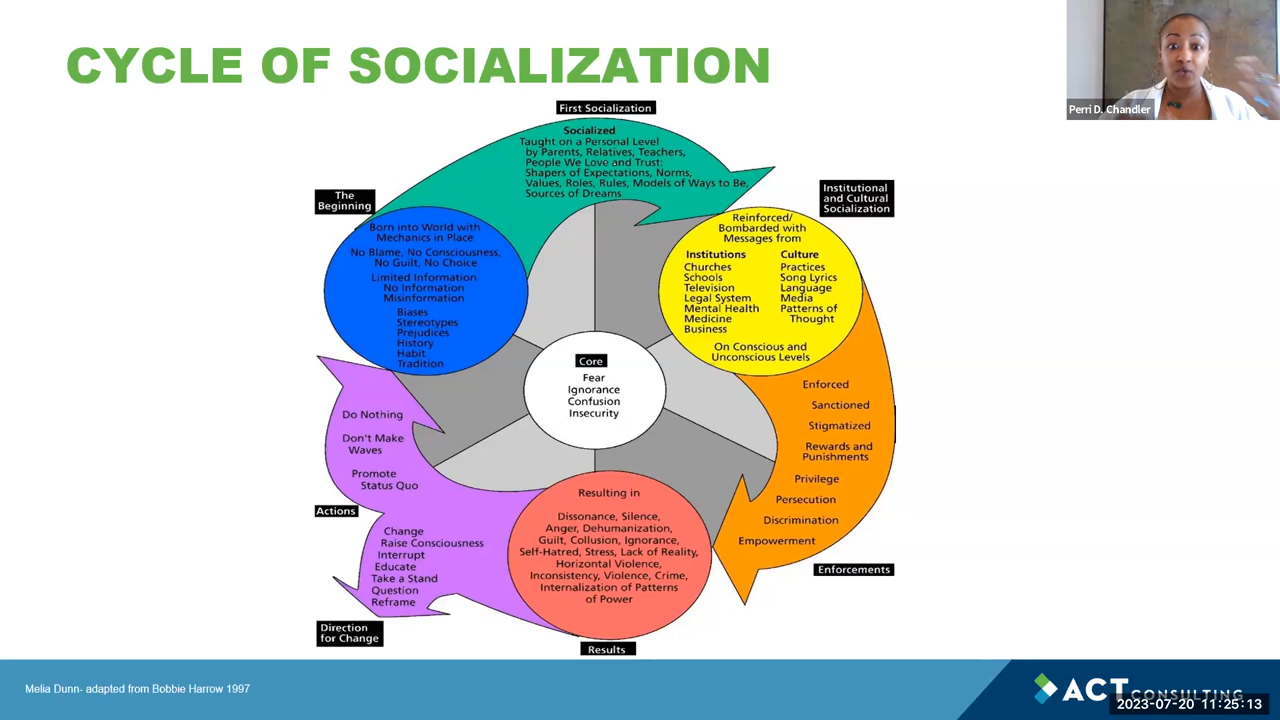 CYCLE OF SOCIALIZATION
Perri D. Chandler
First Socialization
Socialized
Taught on a Personal Level
by Parents, Relatives, Teachers,
People We Love and Trust:
Shapers of Expectations, Norms,
Values, Roles, Rules, Models of Ways to Be,
Sources of Dreams
The
Beginning
Born into World with
Mechanics in Place
No Blame, No Consciousness,
No Guilt, No Choice
Limited Information
No Information
Misinformation
Biases
Stereotypes
Prejudices
History
Habit
Tradition
Institutional
and Cultural
Socialization
Reinforced/
Bombarded with
Messages from
Institutions
Churches
Schools
Television
Legal System
Mental Health
Medicine
Business
Culture
Practices
Song Lyrics
Language
Media
Patterns of
Thought
On Conscious and
Unconscious Levels
Core
Fear
Ignorance
Confusion
Insecurity
Enforced
Sanctioned
Stigmatized
Rewards and
Punishments
Privilege
Persecution
Discrimination
Empowerment
Enforcements
Resulting in
Dissonance, Silence,
Anger, Dehumanization,
Guilt, Collusion, Ignorance,
Self-Hatred, Stress, Lack of Reality,
Horizontal Violence,
Inconsistency, Violence, Crime,
Internalization of Patterns
of Power
Results
Do Nothing
Don't Make
Waves
Promote
Status Quo
Actions
Change
Raise Consciousness
Interrupt
Educate
Take a Stand
Question
Reframe
Direction
for Change
Melia Dunn- adapted from Bobbie Harrow 1997
ACT CONSULTING
2023-07-20 11:25:13